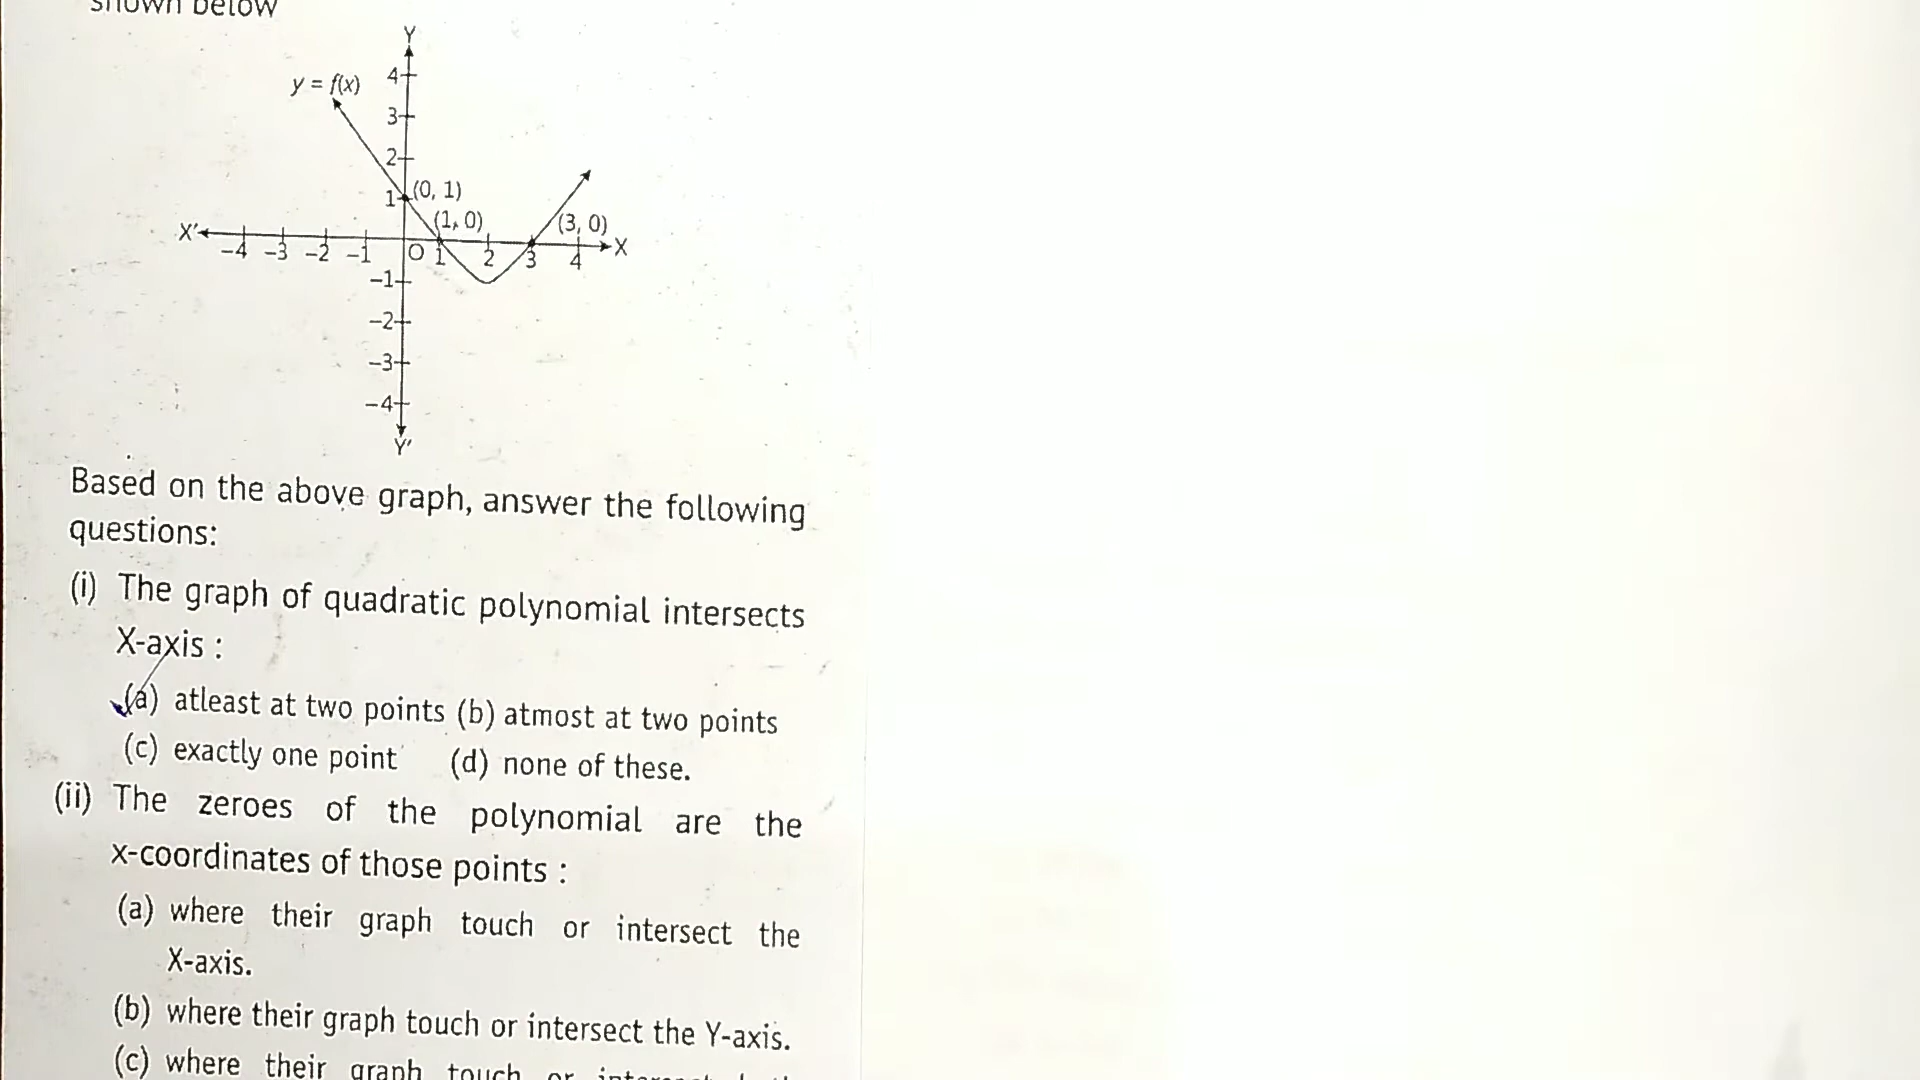 shown below
Y
y = f(x)
4
3
2
1
(0, 1)
(1, 0)
(3, 0)
X' -4 -3 -2 -1 O 1 2 3 4 X
-1
-2
-3
-4
Y'
Based on the above graph, answer the following
questions:
(i) The graph of quadratic polynomial intersects
X-axis :
(a) atleast at two points (b) atmost at two points
(c) exactly one point (d) none of these.
(ii) The zeroes of the polynomial are the
x-coordinates of those points :
(a) where their graph touch or intersect the
X-axis.
(b) where their graph touch or intersect the Y-axis.
(c) where their graph touch or